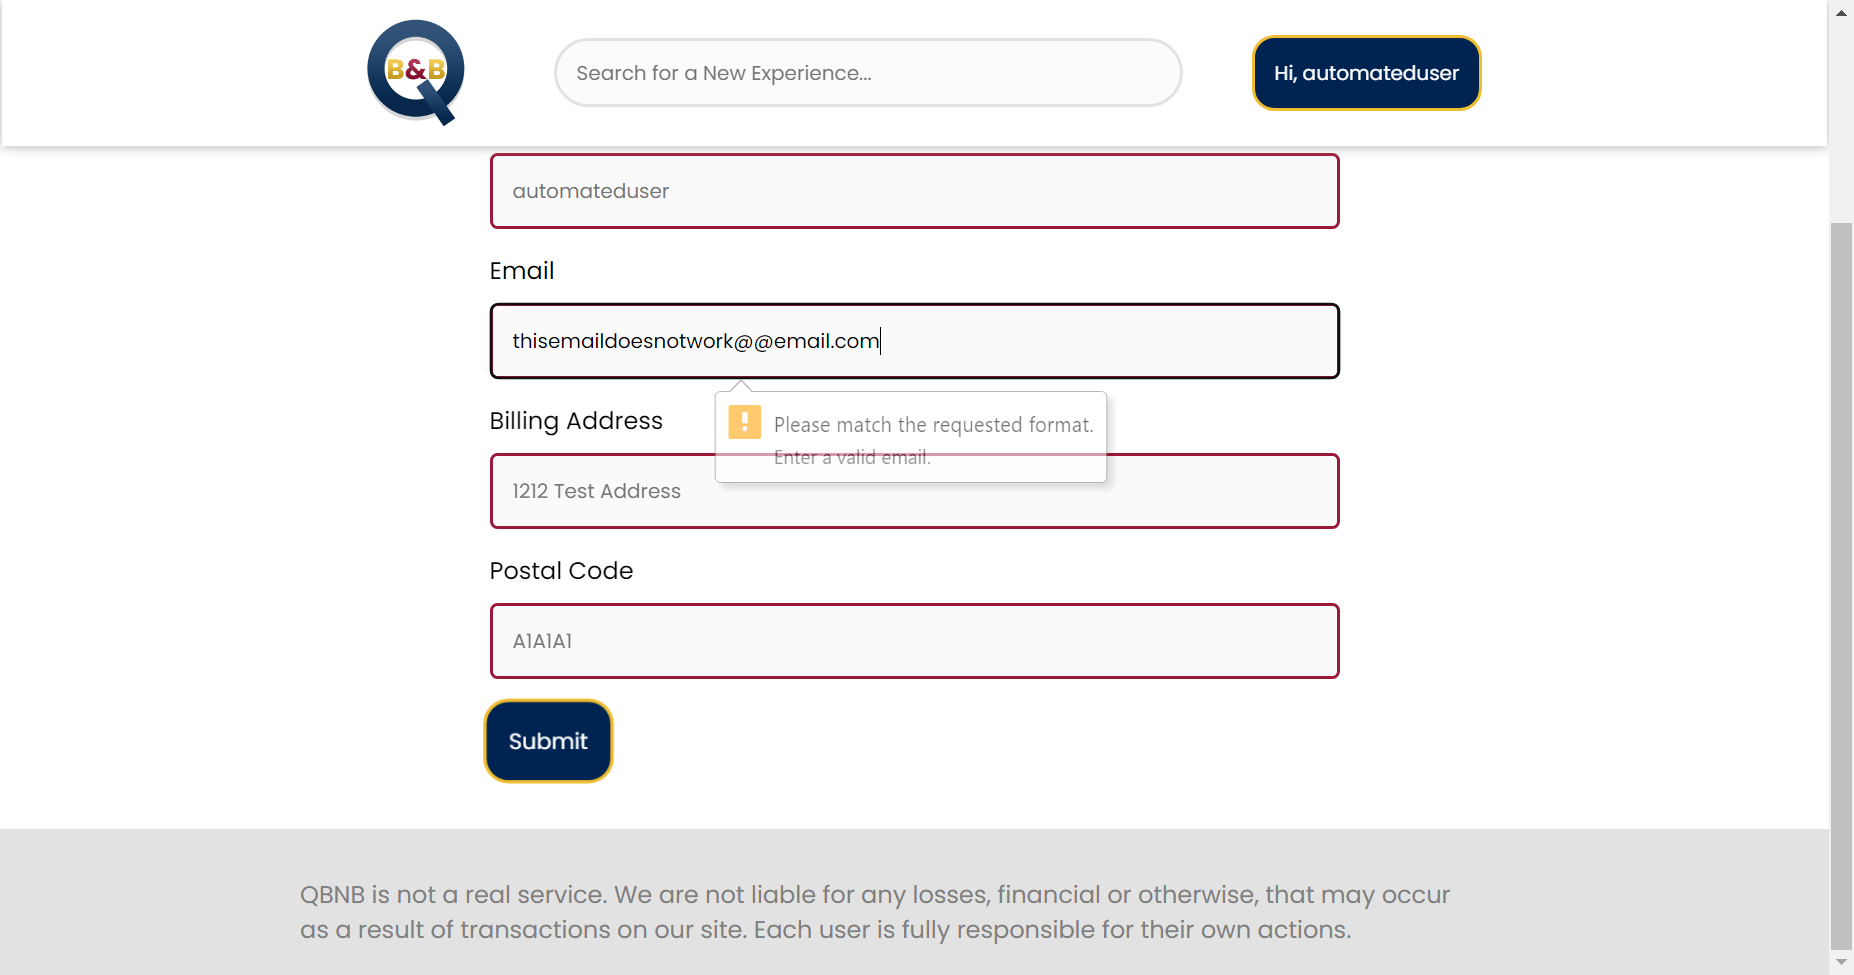 B&B
Search for a New Experience...
Hi, automateduser
automateduser
Email
thisemaildoesnotwork@@email.com
Please match the requested format.
Enter a valid email.
Billing Address
1212 Test Address
Postal Code
A1A1A1
Submit
QBNB is not a real service. We are not liable for any losses, financial or otherwise, that may occur
as a result of transactions on our site. Each user is fully responsible for their own actions.